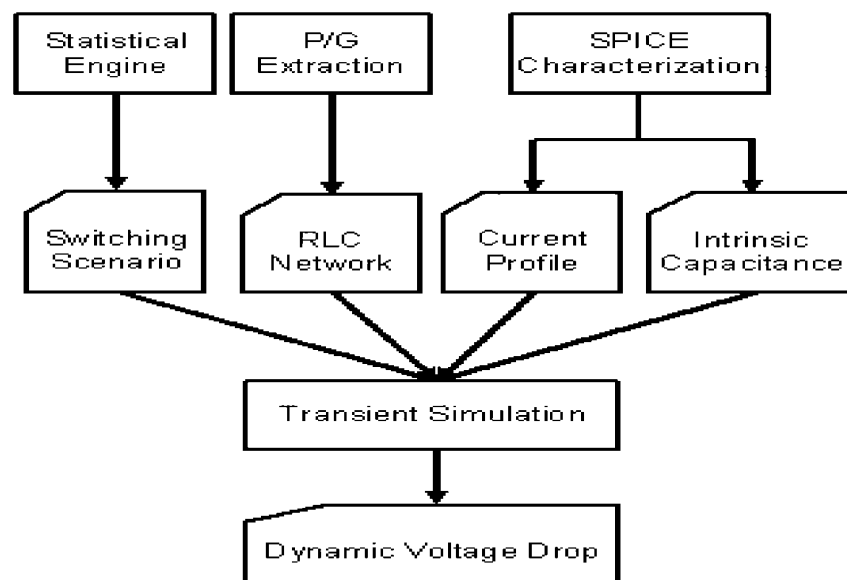 Statistical
Engine
P/G
Extraction
SPICE
Characterization
Switching
Scenario
RLC
Network
Current
Profile
Intrinsic
Capacitance
Transient Simulation
Dynamic Voltage Drop